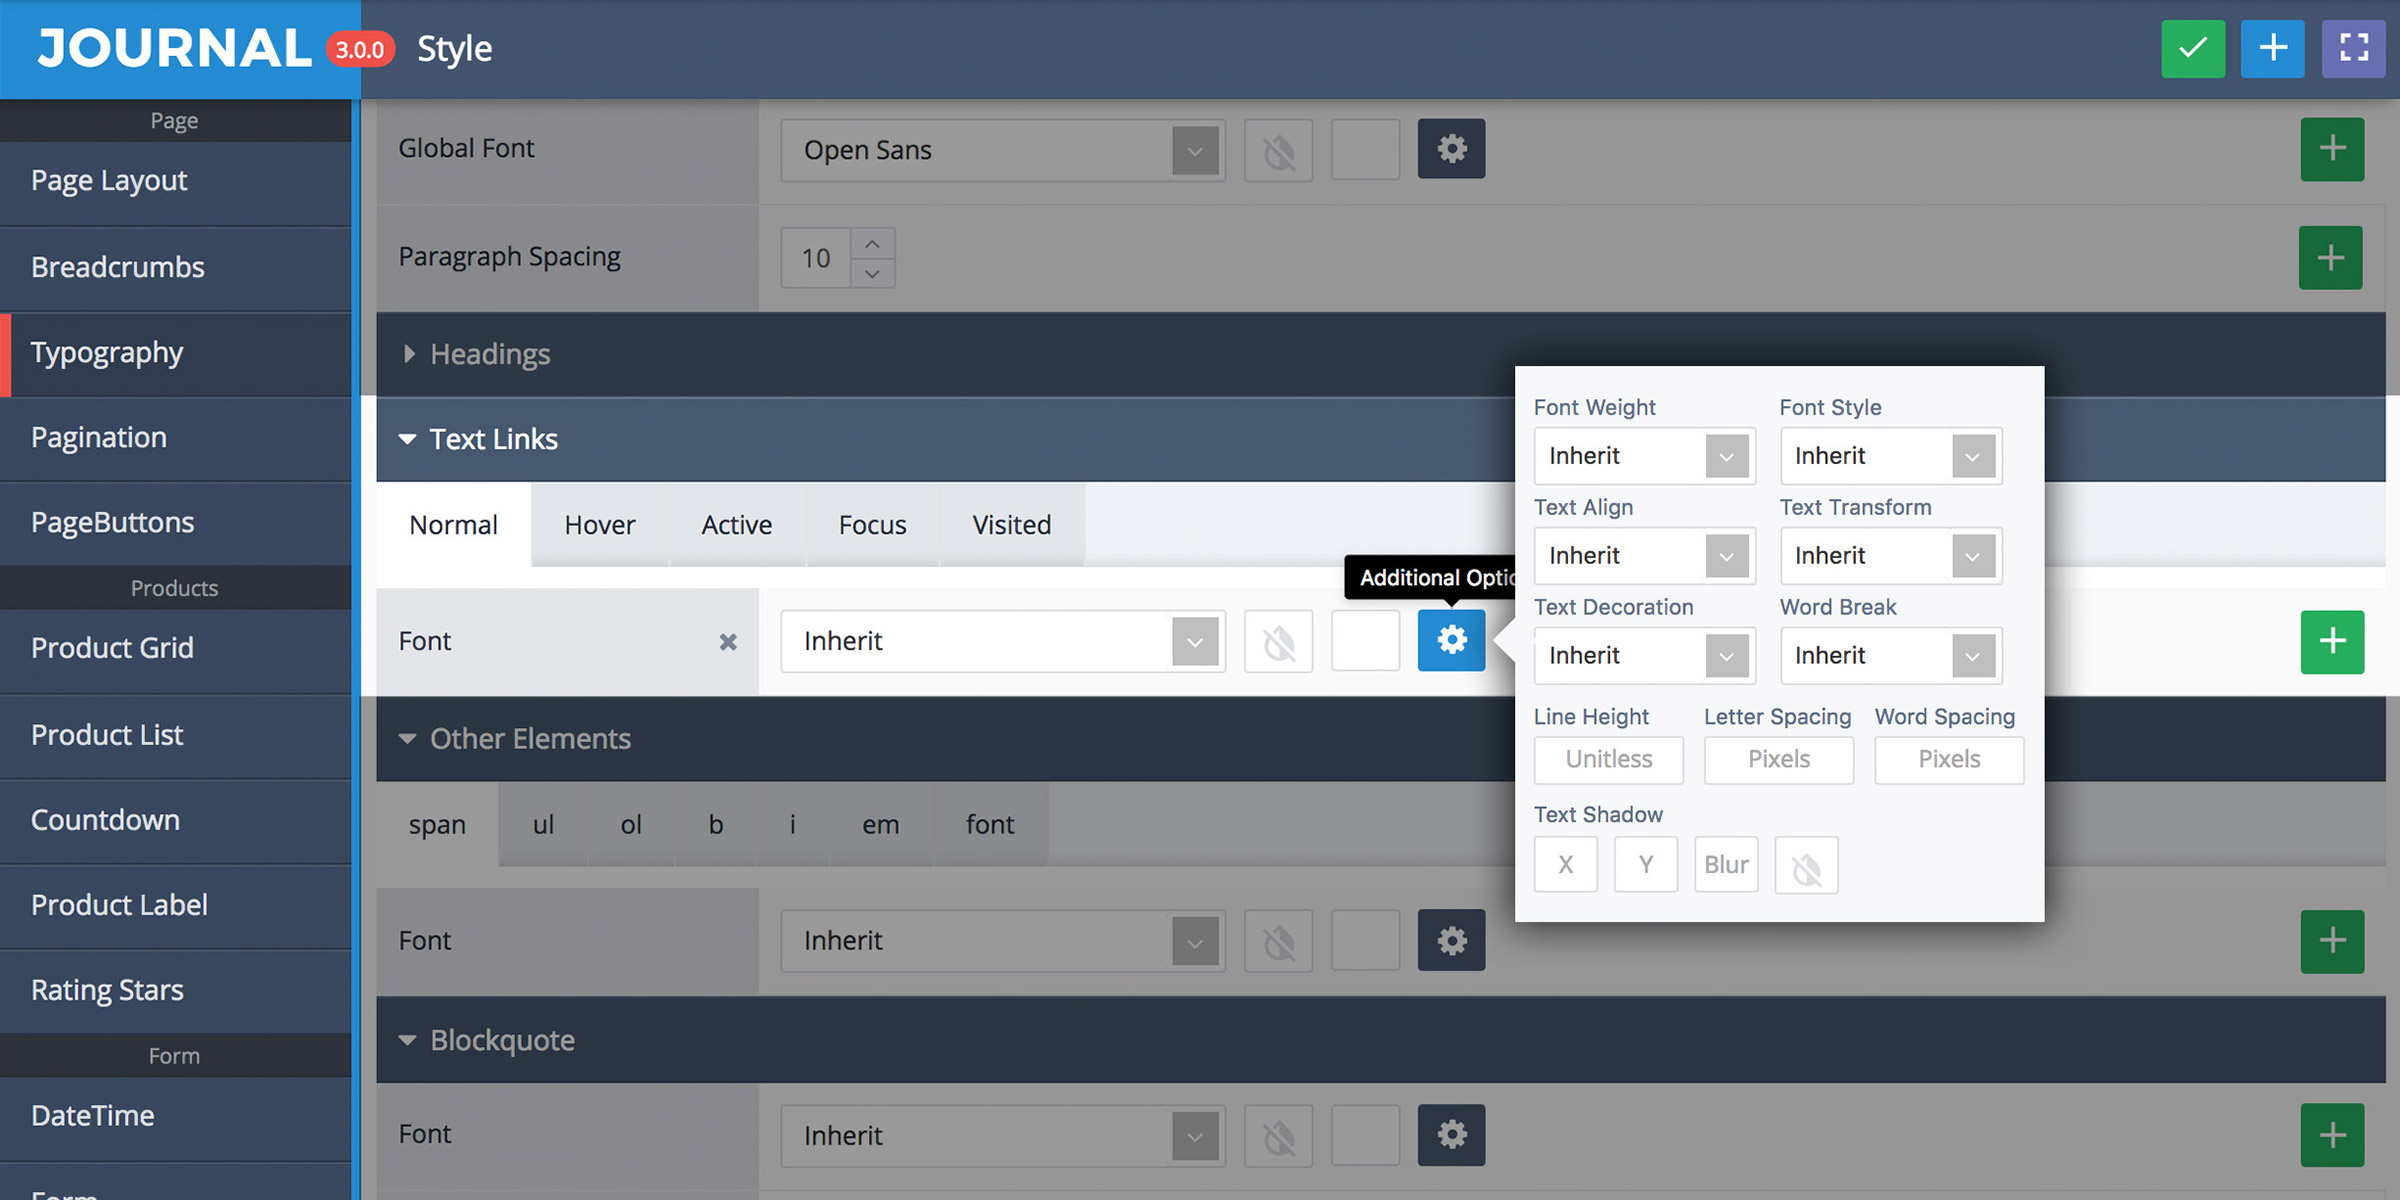 JOURNAL 3.0.0 Style
Page
Page Layout
Breadcrumbs
Typography
Pagination
PageButtons
Products
Product Grid
Product List
Countdown
Product Label
Rating Stars
Form
DateTime
Form
Global Font Open Sans
Paragraph Spacing 10
Headings
Text Links
Normal Hover Active Focus Visited
Additional Optio
Font Inherit
Other Elements
span ul ol b i em font
Font Inherit
Blockquote
Font Inherit
Font Weight Font Style
Inherit Inherit
Text Align Text Transform
Inherit Inherit
Text Decoration Word Break
Inherit Inherit
Line Height Letter Spacing Word Spacing
Unitless Pixels Pixels
Text Shadow
X Y Blur